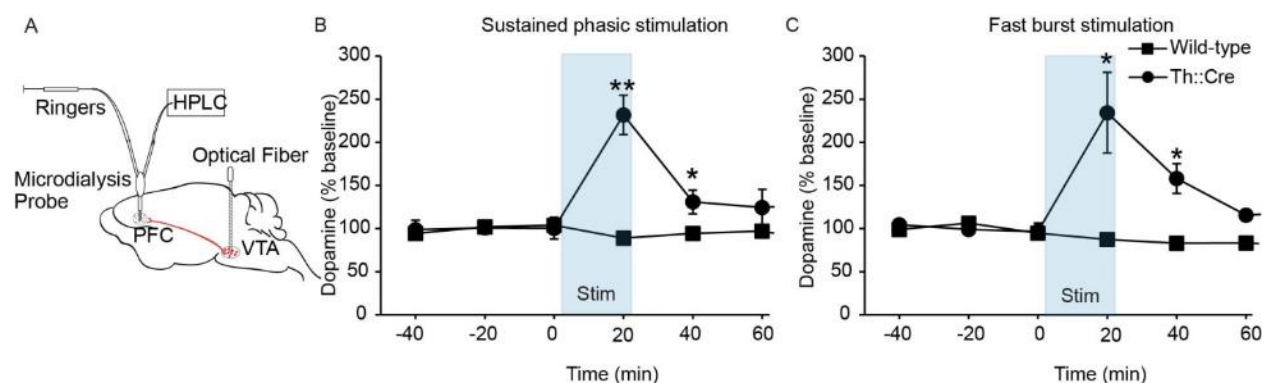 A
Ringers
HPLC
Optical Fiber
Microdialysis
Probe
PFC
VTA
B
Sustained phasic stimulation
Dopamine (% baseline)
300
250
200
150
100
50
0
**
*
Stim
-40 -20 0 20 40 60
Time (min)
C
Fast burst stimulation
Wild-type
Th::Cre
Dopamine (% baseline)
300
250
200
150
100
50
0
*
*
Stim
-40 -20 0 20 40 60
Time (min)